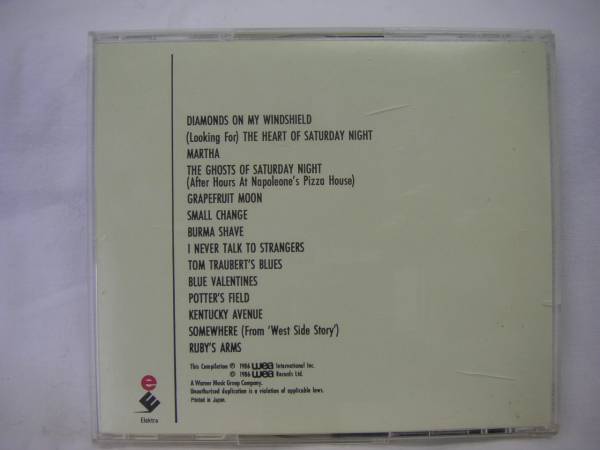 DIAMONDS ON MY WINDSHIELD
(Looking For) THE HEART OF SATURDAY NIGHT
MARTHA
THE GHOSTS OF SATURDAY NIGHT
(After Hours At Napoleone's Pizza House)
GRAPEFRUIT MOON
SMALL CHANGE
BURMA SHAVE
I NEVER TALK TO STRANGERS
TOM TRAUBERT'S BLUES
BLUE VALENTINES
POTTER'S FIELD
KENTUCKY AVENUE
SOMEWHERE (From 'West Side Story')
RUBY'S ARMS
This Compilation ℗ 1986 wea International Inc.
© 1986 wea Records Ltd.
A Warner Music Group Company.
Unauthorised duplication is a violation of applicable laws.
Printed in Japan.
e
Elektra